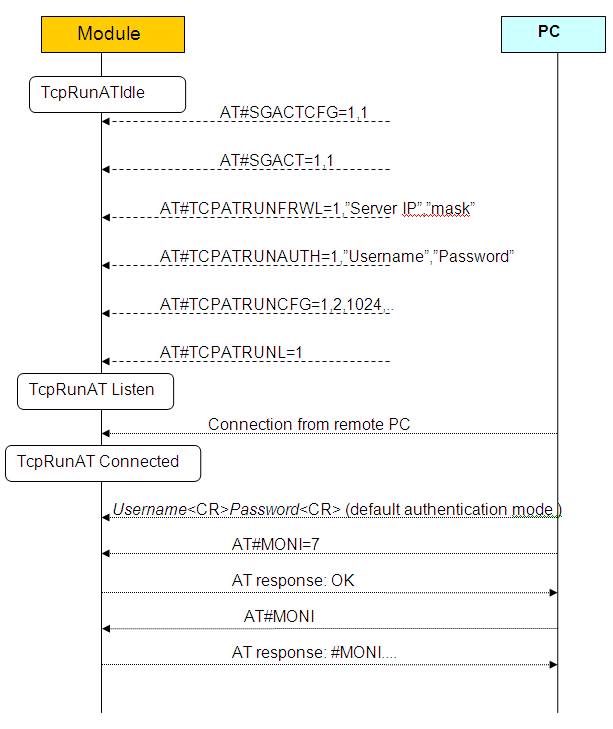 Module
PC
TcpRunATIdle
AT#SGACTCFG=1,1
AT#SGACT=1,1
AT#TCPATRUNFRWL=1,”Server IP”,”mask”
AT#TCPATRUNAUTH=1,”Username”,”Password”
AT#TCPATRUNCFG=1,2,1024,..
AT#TCPATRUNL=1
TcpRunAT Listen
Connection from remote PC
TcpRunAT Connected
Username<CR>Password<CR> (default authentication mode )
AT#MONI=7
AT response: OK
AT#MONI
AT response: #MONI....